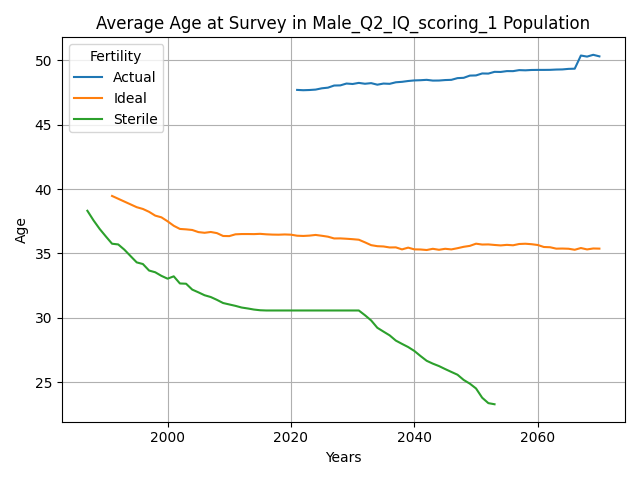 Average Age at Survey in Male_Q2_IQ_scoring_1 Population
Fertility
Actual
Ideal
Sterile
50
45
40
35
30
25
Age
2000
2020
2040
2060
Years